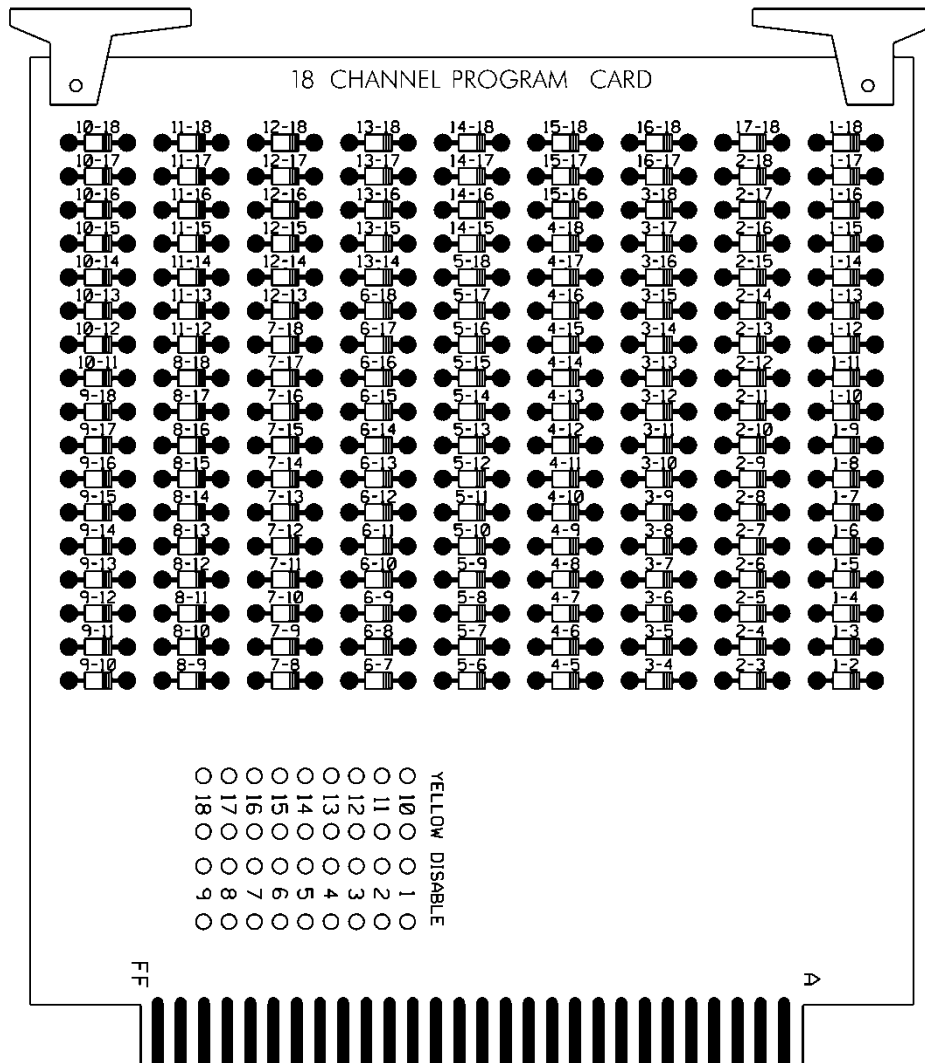 18 CHANNEL PROGRAM CARD
10-18 11-18 12-18 13-18 14-18 15-18 16-18 17-18 1-18
10-17 11-17 12-17 13-17 14-17 15-17 16-17 2-18 1-17
10-16 11-16 12-16 13-16 14-16 15-16 3-18 2-17 1-16
10-15 11-15 12-15 13-15 14-15 4-18 3-17 2-16 1-15
10-14 11-14 12-14 13-14 5-18 4-17 3-16 2-15 1-14
10-13 11-13 12-13 6-18 5-17 4-16 3-15 2-14 1-13
10-12 11-12 7-18 6-17 5-16 4-15 3-14 2-13 1-12
10-11 8-18 7-17 6-16 5-15 4-14 3-13 2-12 1-11
9-18 8-17 7-16 6-15 5-14 4-13 3-12 2-11 1-10
9-17 8-16 7-15 6-14 5-13 4-12 3-11 2-10 1-9
9-16 8-15 7-14 6-13 5-12 4-11 3-10 2-9 1-8
9-15 8-14 7-13 6-12 5-11 4-10 3-9 2-8 1-7
9-14 8-13 7-12 6-11 5-10 4-9 3-8 2-7 1-6
9-13 8-12 7-11 6-10 5-9 4-8 3-7 2-6 1-5
9-12 8-11 7-10 6-9 5-8 4-7 3-6 2-5 1-4
9-11 8-10 7-9 6-8 5-7 4-6 3-5 2-4 1-3
9-10 8-9 7-8 6-7 5-6 4-5 3-4 2-3 1-2
YELLOW DISABLE
10 1
11 2
12 3
13 4
14 5
15 6
16 7
17 8
18 9
FF
A